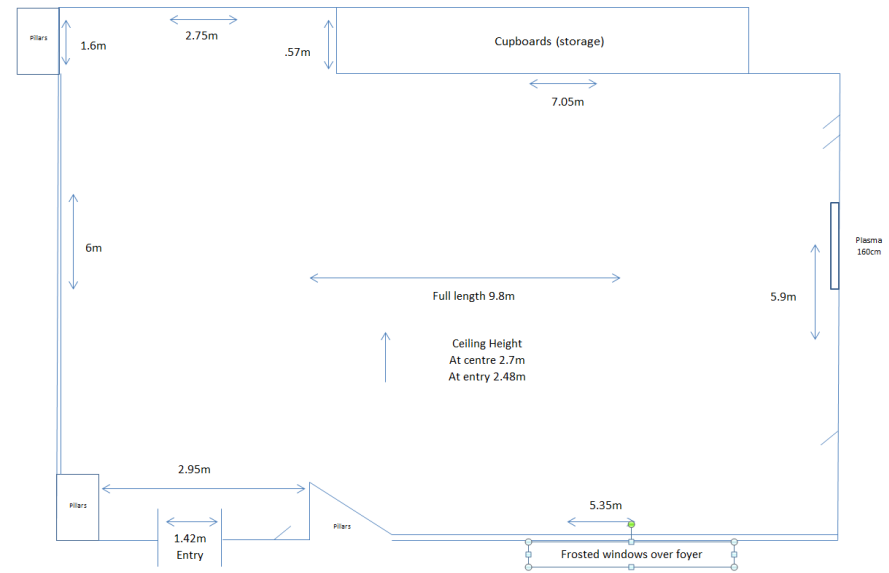 Pillars
1.6m
2.75m
.57m
Cupboards (storage)
7.05m
6m
Full length 9.8m
Plasma
160cm
5.9m
Ceiling Height
At centre 2.7m
At entry 2.48m
2.95m
Pillars
1.42m
Entry
Pillars
5.35m
Frosted windows over foyer